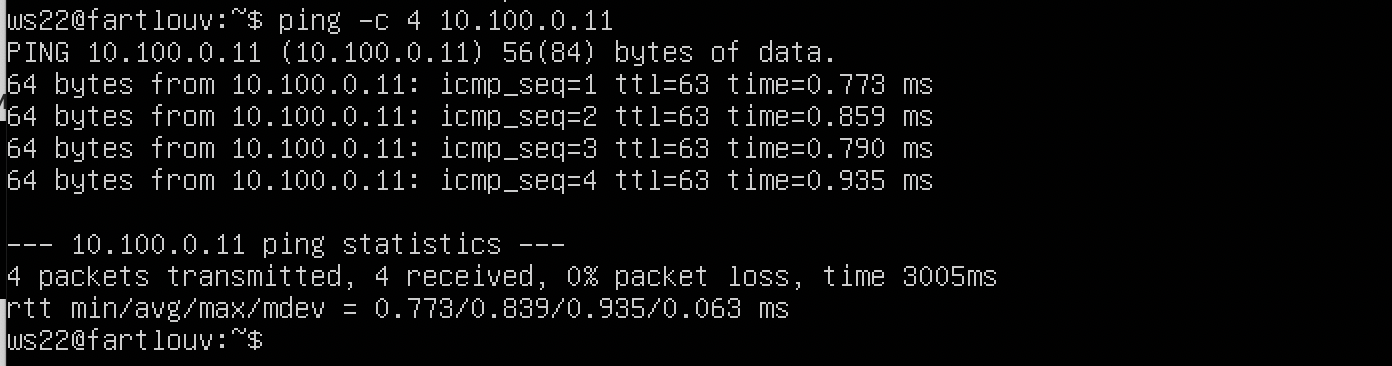 ws22@fartlouv:~$ ping -c 4 10.100.0.11
PING 10.100.0.11 (10.100.0.11) 56(84) bytes of data.
64 bytes from 10.100.0.11: icmp_seq=1 ttl=63 time=0.773 ms
64 bytes from 10.100.0.11: icmp_seq=2 ttl=63 time=0.859 ms
64 bytes from 10.100.0.11: icmp_seq=3 ttl=63 time=0.790 ms
64 bytes from 10.100.0.11: icmp_seq=4 ttl=63 time=0.935 ms

--- 10.100.0.11 ping statistics ---
4 packets transmitted, 4 received, 0% packet loss, time 3005ms
rtt min/avg/max/mdev = 0.773/0.839/0.935/0.063 ms
ws22@fartlouv:~$